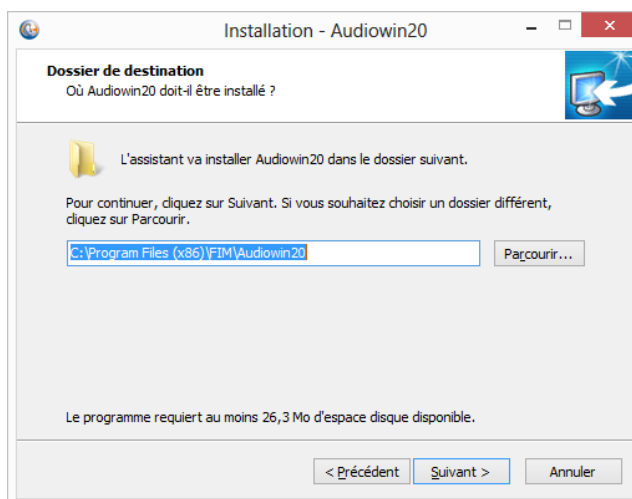 Installation - Audiowin20
Dossier de destination
Où Audiowin20 doit-il être installé ?
L'assistant va installer Audiowin20 dans le dossier suivant.
Pour continuer, cliquez sur Suivant. Si vous souhaitez choisir un dossier différent,
cliquez sur Parcourir.
C:\Program Files (x86)\FIM\Audiowin20
Parcourir...
Le programme requiert au moins 26,3 Mo d'espace disque disponible.
< Précédent
Suivant >
Annuler